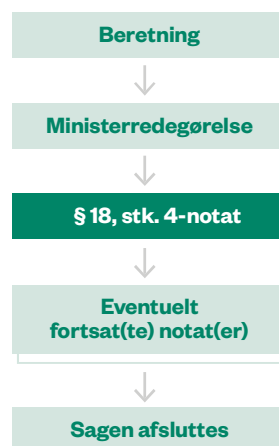 Beretning
Ministerredegørelse
§ 18, stk. 4-notat
Eventuelt
fortsat(te) notat(er)
Sagen afsluttes